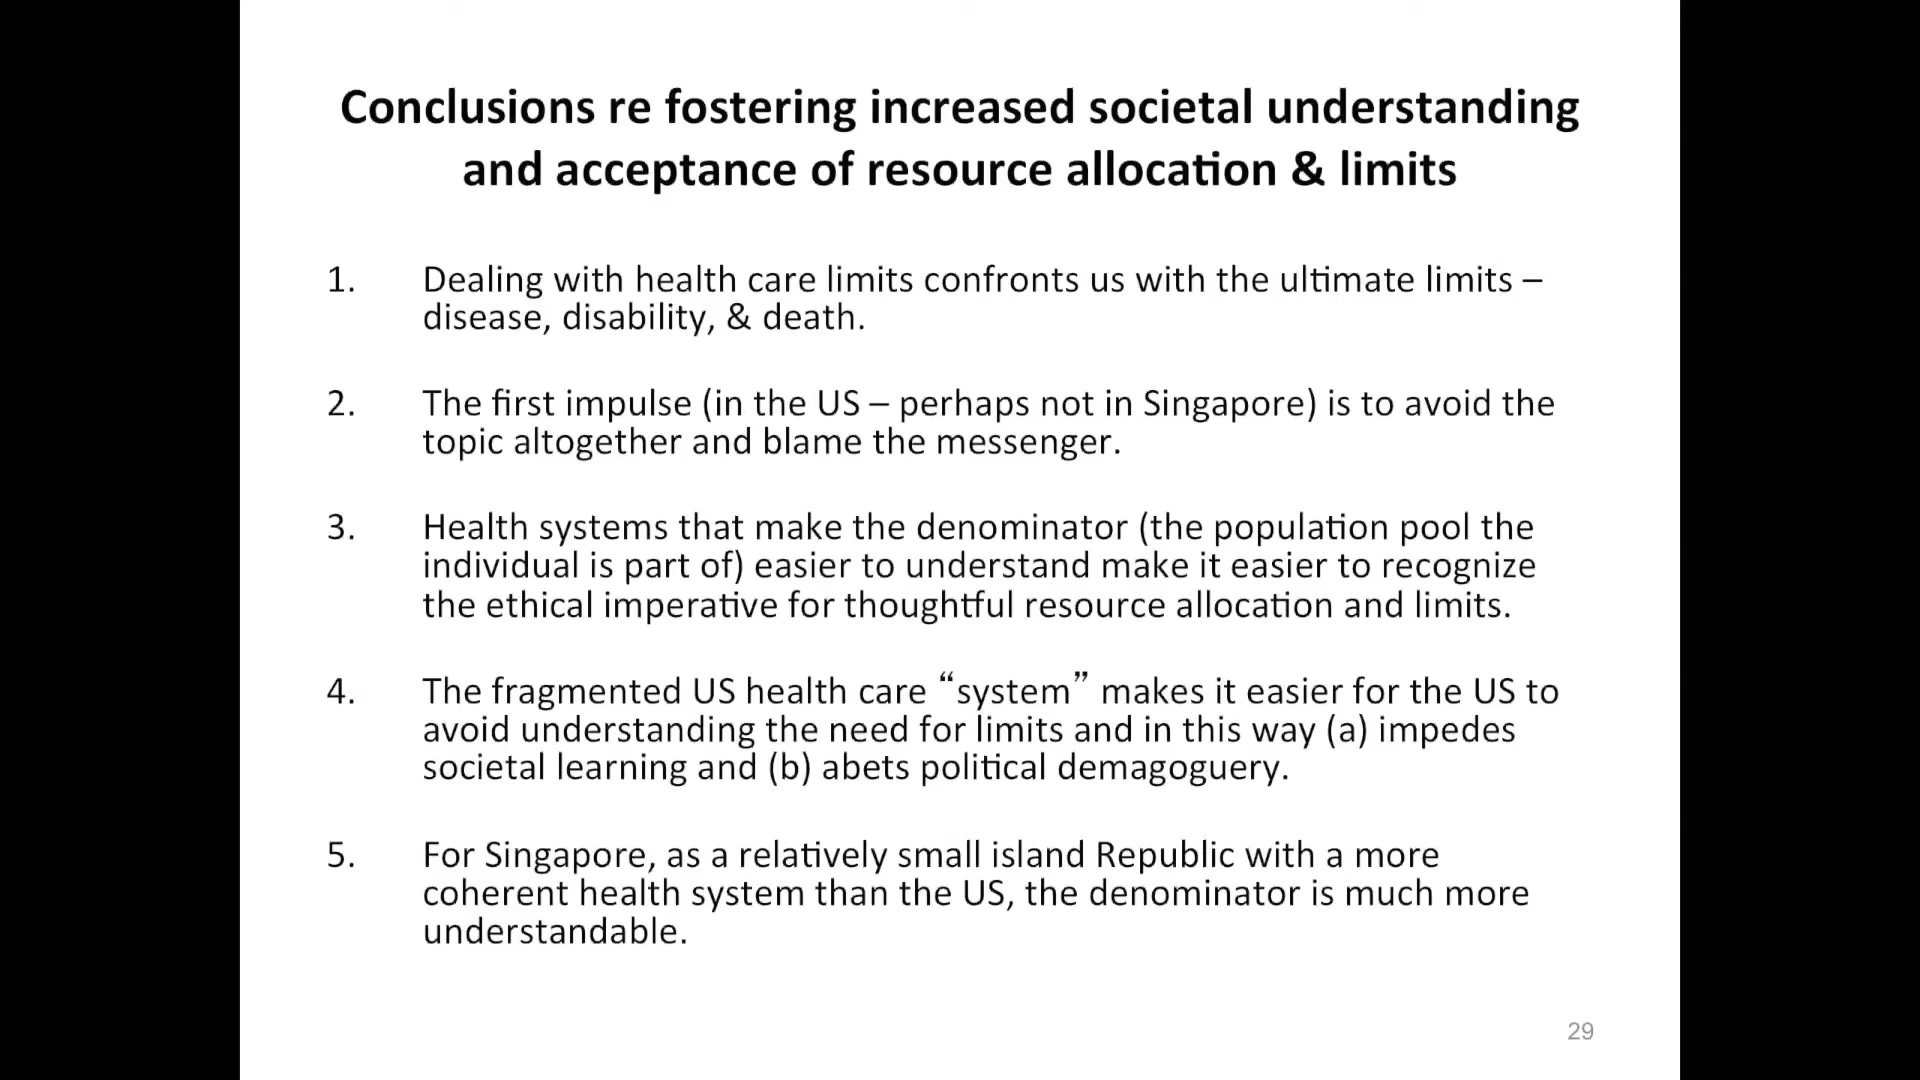 Conclusions re fostering increased societal understanding
and acceptance of resource allocation & limits
1. Dealing with health care limits confronts us with the ultimate limits –
disease, disability, & death.
2. The first impulse (in the US – perhaps not in Singapore) is to avoid the
topic altogether and blame the messenger.
3. Health systems that make the denominator (the population pool the
individual is part of) easier to understand make it easier to recognize
the ethical imperative for thoughtful resource allocation and limits.
4. The fragmented US health care “system” makes it easier for the US to
avoid understanding the need for limits and in this way (a) impedes
societal learning and (b) abets political demagoguery.
5. For Singapore, as a relatively small island Republic with a more
coherent health system than the US, the denominator is much more
understandable.
29